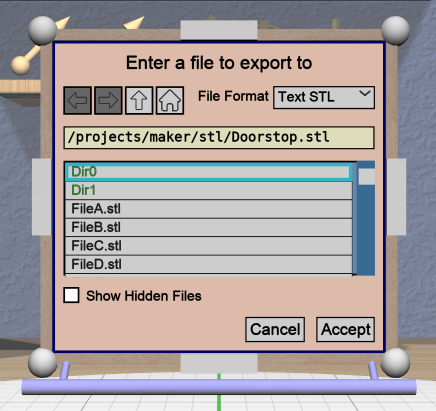 Enter a file to export to
File Format Text STL
/projects/maker/stl/Doorstop.stl
Dir0
Dir1
FileA.stl
FileB.stl
FileC.stl
FileD.stl
Show Hidden Files
Cancel Accept